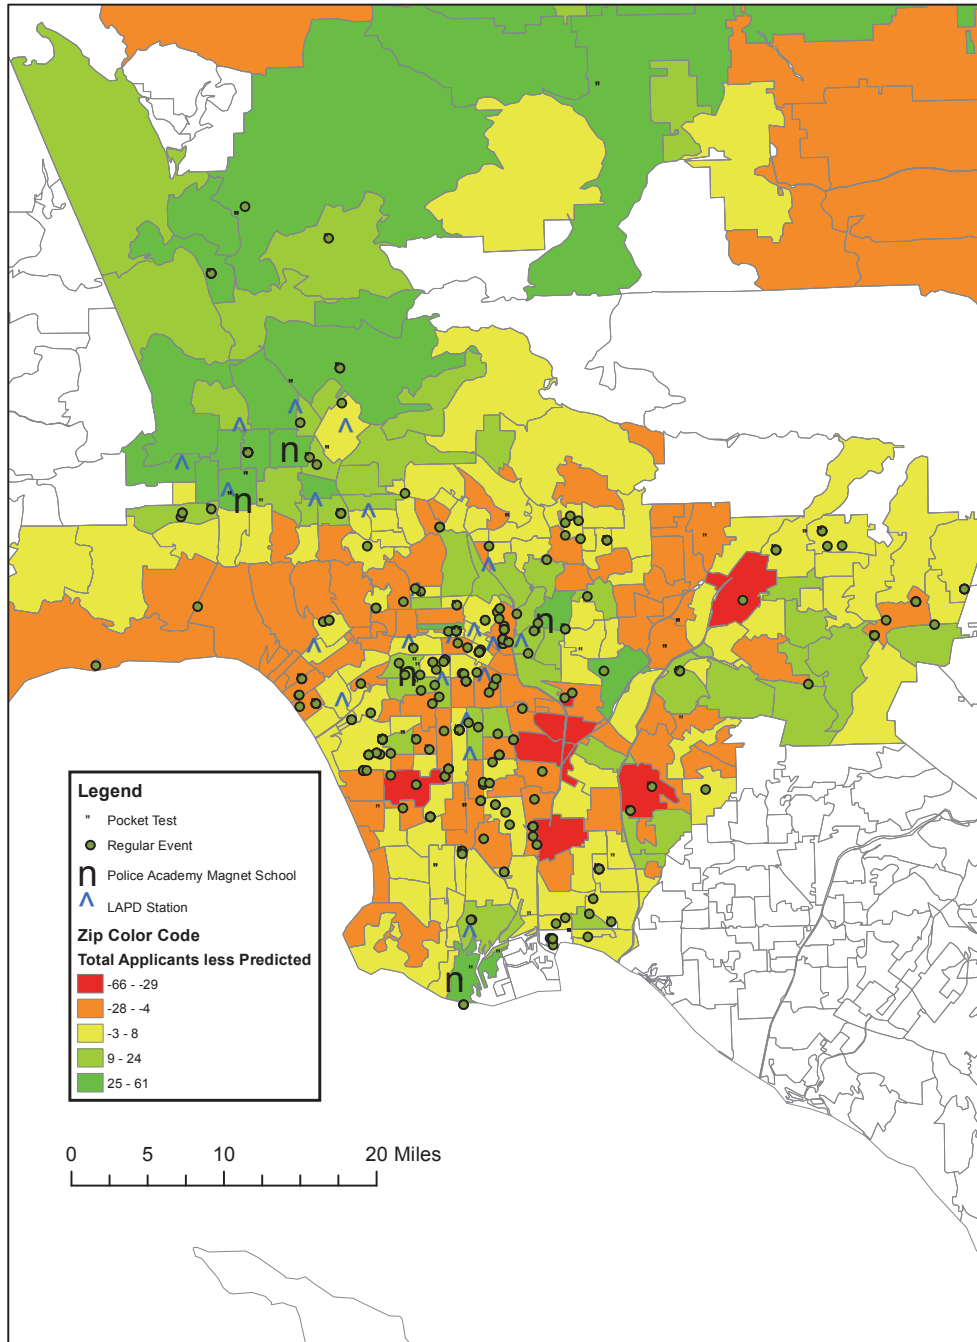 n
n
n
n
n
Legend
" Pocket Test
Regular Event
n Police Academy Magnet School
^ LAPD Station
Zip Color Code
Total Applicants less Predicted
-66 - -29
-28 - -4
-3 - 8
9 - 24
25 - 61
0 5 10 20 Miles